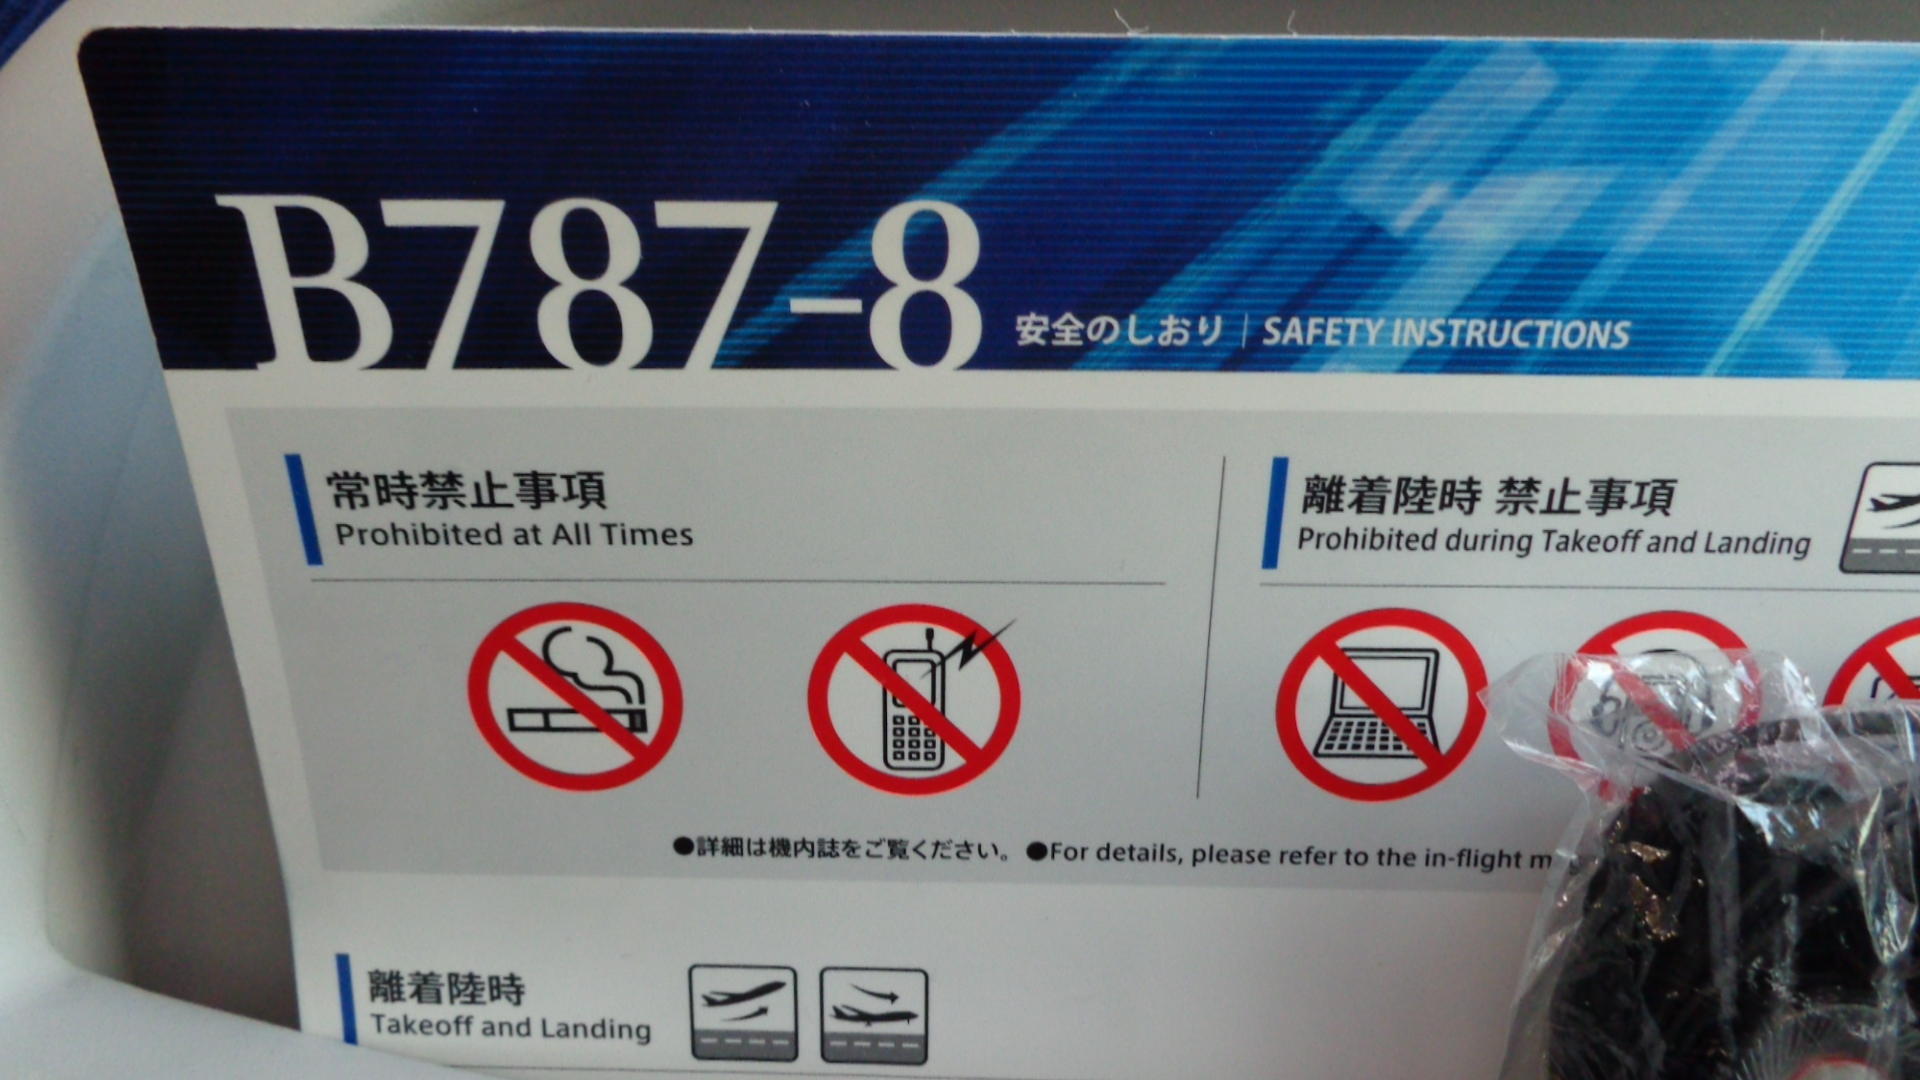 B787-8
安全のしおり | SAFETY INSTRUCTIONS
常時禁止事項
Prohibited at All Times
離着陸時 禁止事項
Prohibited during Takeoff and Landing
●詳細は機内誌をご覧ください。 ●For details, please refer to the in-flight
離着陸時
Takeoff and Landing